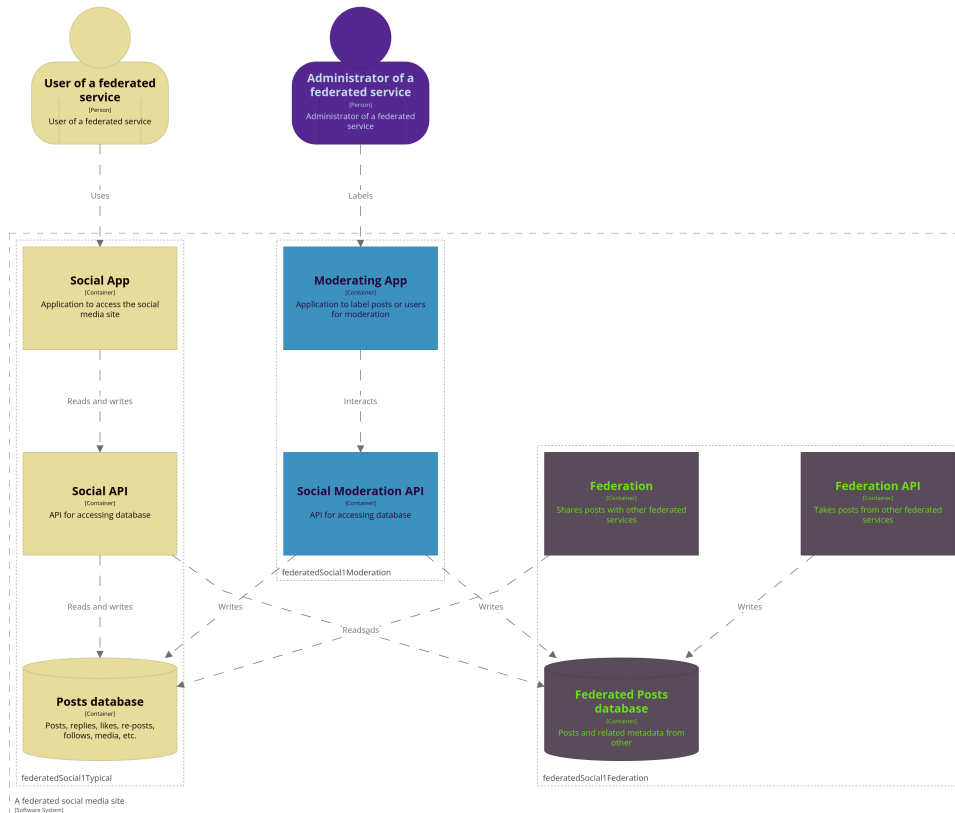 User of a federated
service
[Person]
User of a federated service
Administrator of a
federated service
[Person]
Administrator of a federated
service
Uses
Labels
Social App
[Container]
Application to access the social
media site
Moderating App
[Container]
Application to label posts or users
for moderation
Reads and writes
Interacts
Social API
[Container]
API for accessing database
Social Moderation API
[Container]
API for accessing database
Federation
[Container]
Shares posts with other federated
services
Federation API
[Container]
Takes posts from other federated
services
federatedSocial1Moderation
Reads and writes
Writes
Writes
Writes
Reads
Reads
Posts database
[Container]
Posts, replies, likes, re-posts,
follows, media, etc.
Federated Posts
database
[Container]
Posts and related metadata from
other
federatedSocial1Typical
federatedSocial1Federation
A federated social media site
[Software System]